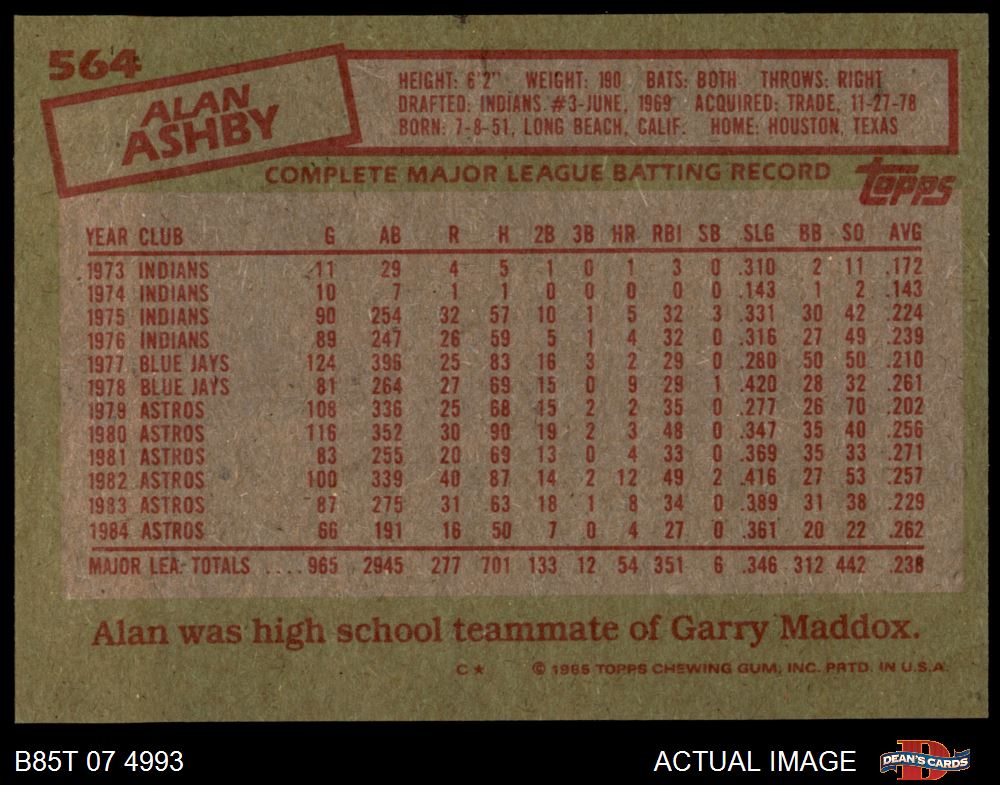 564
ALAN
ASHBY
HEIGHT: 6'2" WEIGHT: 190 BATS: BOTH THROWS: RIGHT
DRAFTED: INDIANS #3-JUNE, 1969 ACQUIRED: TRADE, 11-27-78
BORN: 7-8-51, LONG BEACH, CALIF. HOME: HOUSTON, TEXAS
COMPLETE MAJOR LEAGUE BATTING RECORD topps
YEAR CLUB G AB R H 2B 3B HR RBI SB SLG BB SO AVG
1973 INDIANS 11 29 4 5 1 0 1 3 0 .310 2 11 .172
1974 INDIANS 10 7 1 1 0 0 0 0 0 .143 1 2 .143
1975 INDIANS 90 254 32 57 10 1 5 32 3 .331 30 42 .224
1976 INDIANS 89 247 26 59 5 1 4 32 0 .316 27 49 .239
1977 BLUE JAYS 124 396 25 83 16 3 2 29 0 .280 50 50 .210
1978 BLUE JAYS 81 264 27 69 15 0 9 29 1 .420 28 32 .261
1979 ASTROS 108 336 25 68 15 2 2 35 0 .277 26 70 .202
1980 ASTROS 116 352 30 90 19 2 3 48 0 .347 35 40 .256
1981 ASTROS 83 255 20 69 13 0 4 33 0 .369 35 33 .271
1982 ASTROS 100 339 40 87 14 2 12 49 2 .416 27 53 .257
1983 ASTROS 87 275 31 63 18 1 8 34 0 .389 31 38 .229
1984 ASTROS 66 191 16 50 7 0 4 27 0 .361 20 22 .262
MAJOR LEA. TOTALS .... 965 2945 277 701 133 12 54 351 6 .346 312 442 .238
Alan was high school teammate of Garry Maddox.
C★ © 1985 TOPPS CHEWING GUM, INC. PRTD. IN U.S.A.
B85T 07 4993 ACTUAL IMAGE D DEAN'S CARDS